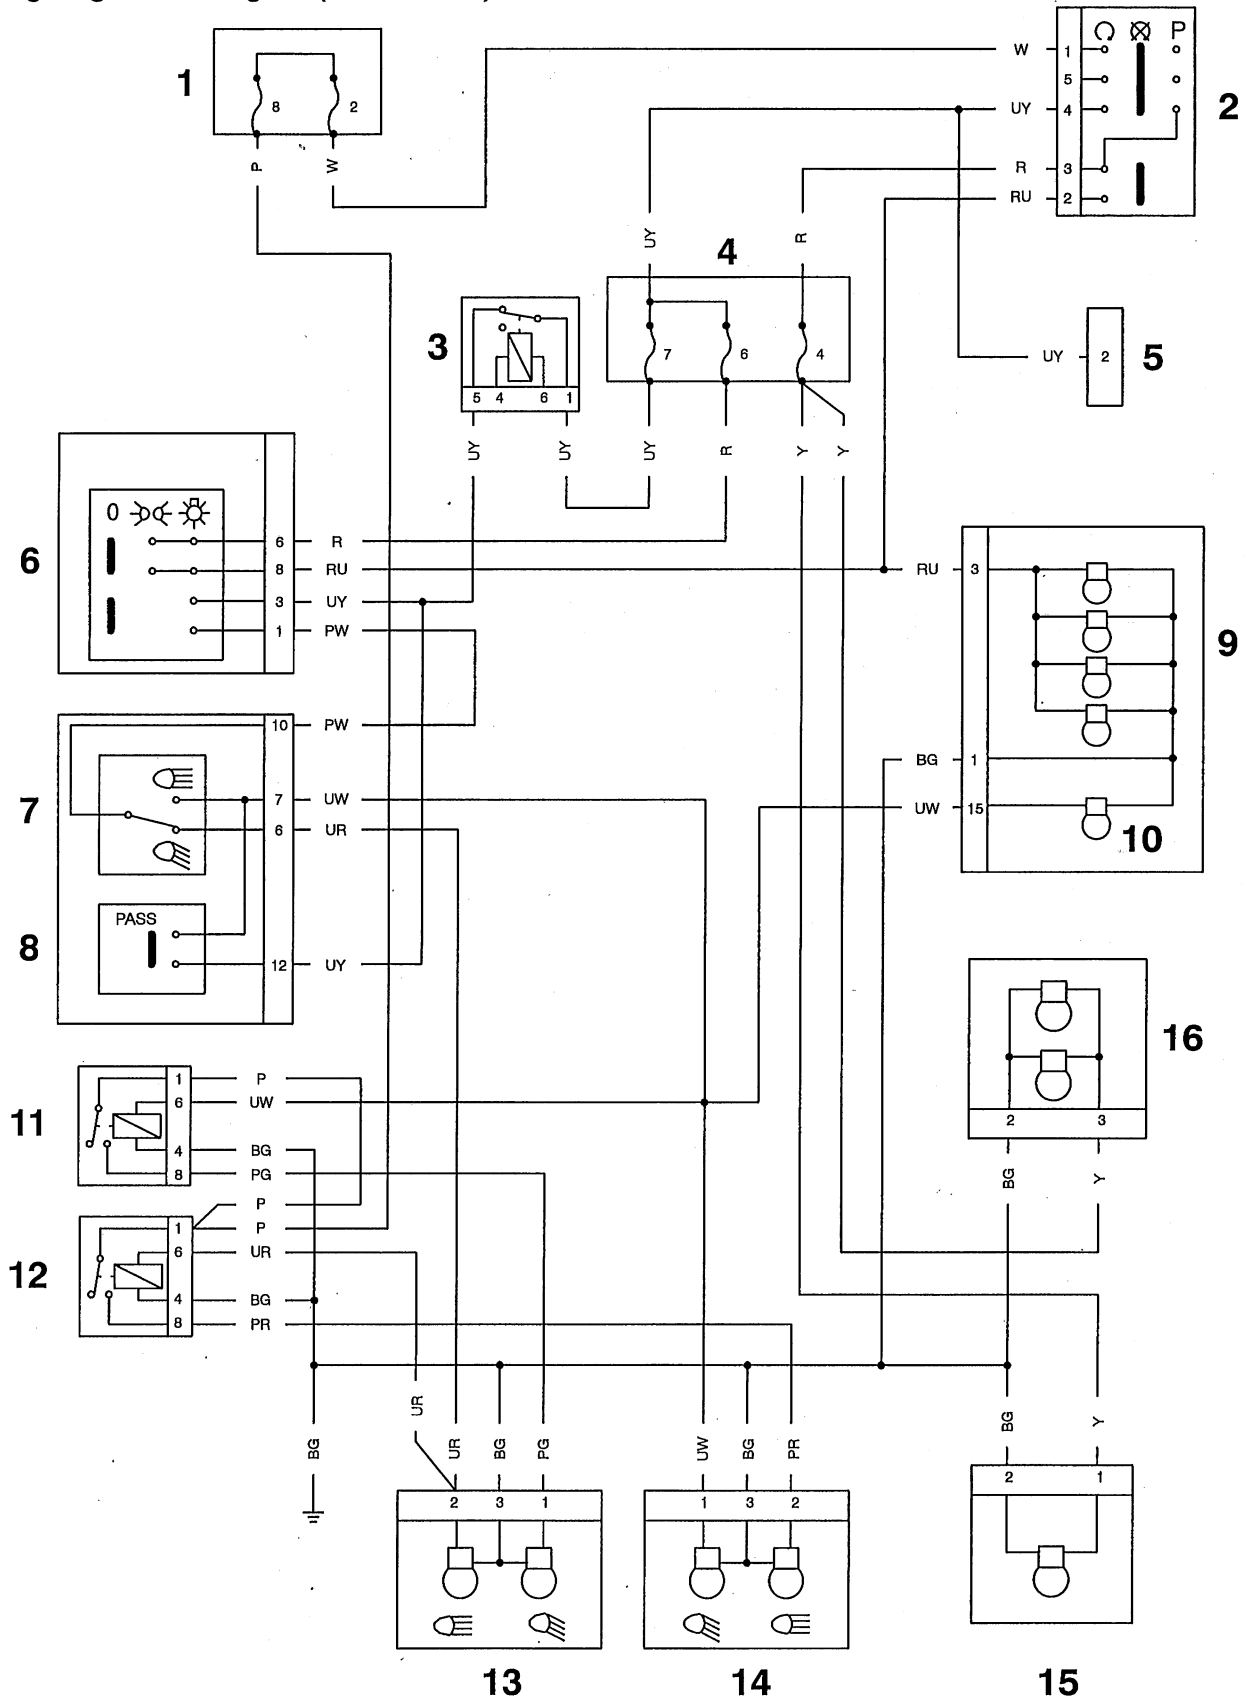 1
8 2
P W
W 1
5
UY 4
R 3
RU 2
P
2
4
UY R
7 6 4
3
5 4 6 1
UY UY UY R Y Y
UY 2
5
6
0
6 R
8 RU
3 UY
1 PW
RU 3
9
BG 1
UW 15
10
10 PW
7
7 UW
6 UR
8
PASS
12 UY
16
2 3
BG Y
11
1 P
6 UW
4 BG
8 PG
P
12
1 P
6 UR
4 BG
8 PR
UR
BG UR BG PG UW BG PR BG Y
2 3 1
1 3 2
2 1
13 14 15